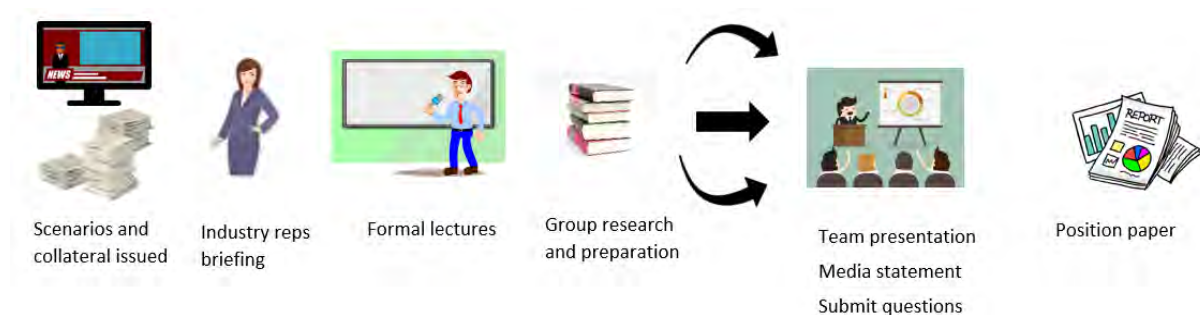 NEWS
REPORT
Scenarios and
collateral issued
Industry reps
briefing
Formal lectures
Group research
and preparation
Team presentation
Media statement
Submit questions
Position paper